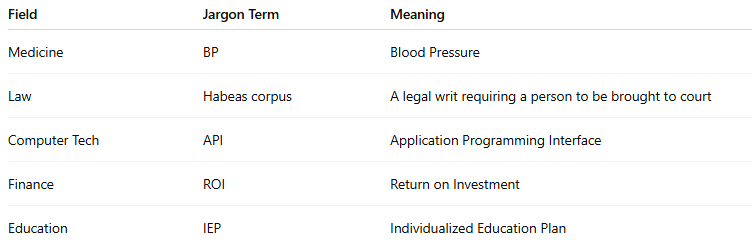 Field Jargon Term Meaning
Medicine BP Blood Pressure
Law Habeas corpus A legal writ requiring a person to be brought to court
Computer Tech API Application Programming Interface
Finance ROI Return on Investment
Education IEP Individualized Education Plan